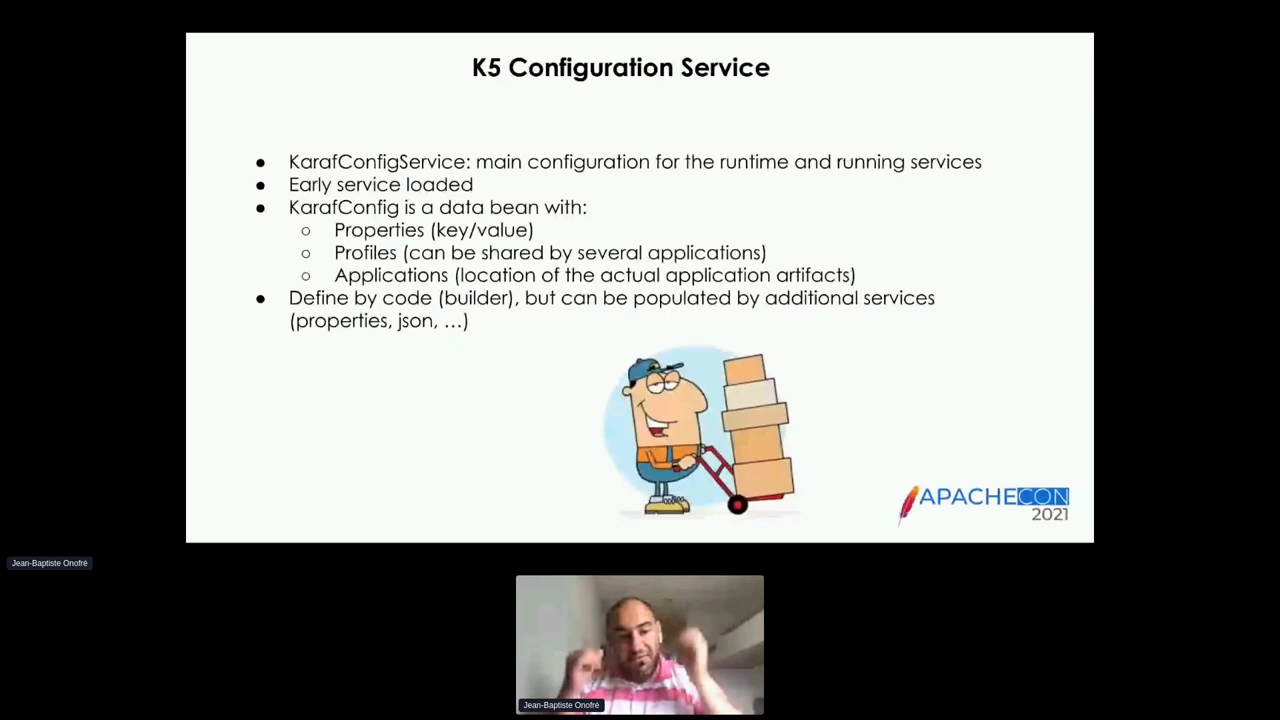 K5 Configuration Service
● KarafConfigService: main configuration for the runtime and running services
● Early service loaded
● KarafConfig is a data bean with:
○ Properties (key/value)
○ Profiles (can be shared by several applications)
○ Applications (location of the actual application artifacts)
● Define by code (builder), but can be populated by additional services
(properties, json, …)
APACHECON
2021
Jean-Baptiste Onofré
Jean-Baptiste Onofré